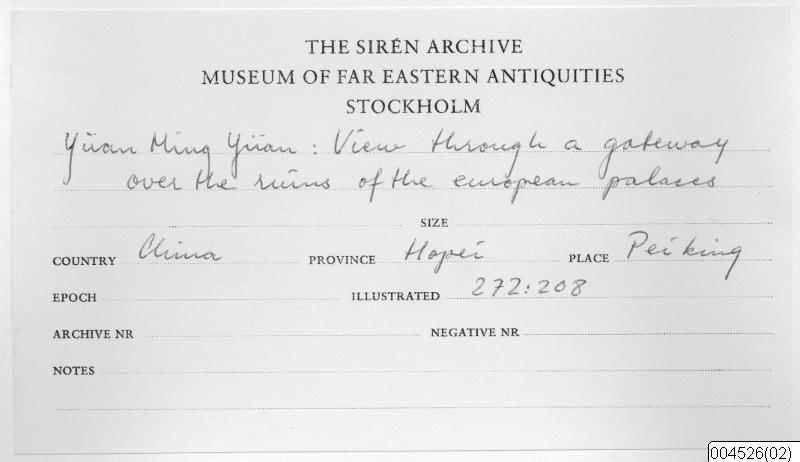 THE SIRÉN ARCHIVE
MUSEUM OF FAR EASTERN ANTIQUITIES
STOCKHOLM
Yüan Ming Yüan: View through a gateway
over the ruins of the european palaces
SIZE
COUNTRY China PROVINCE Hopei PLACE Peiking
EPOCH ILLUSTRATED 272:208
ARCHIVE NR NEGATIVE NR
NOTES
004526(02)